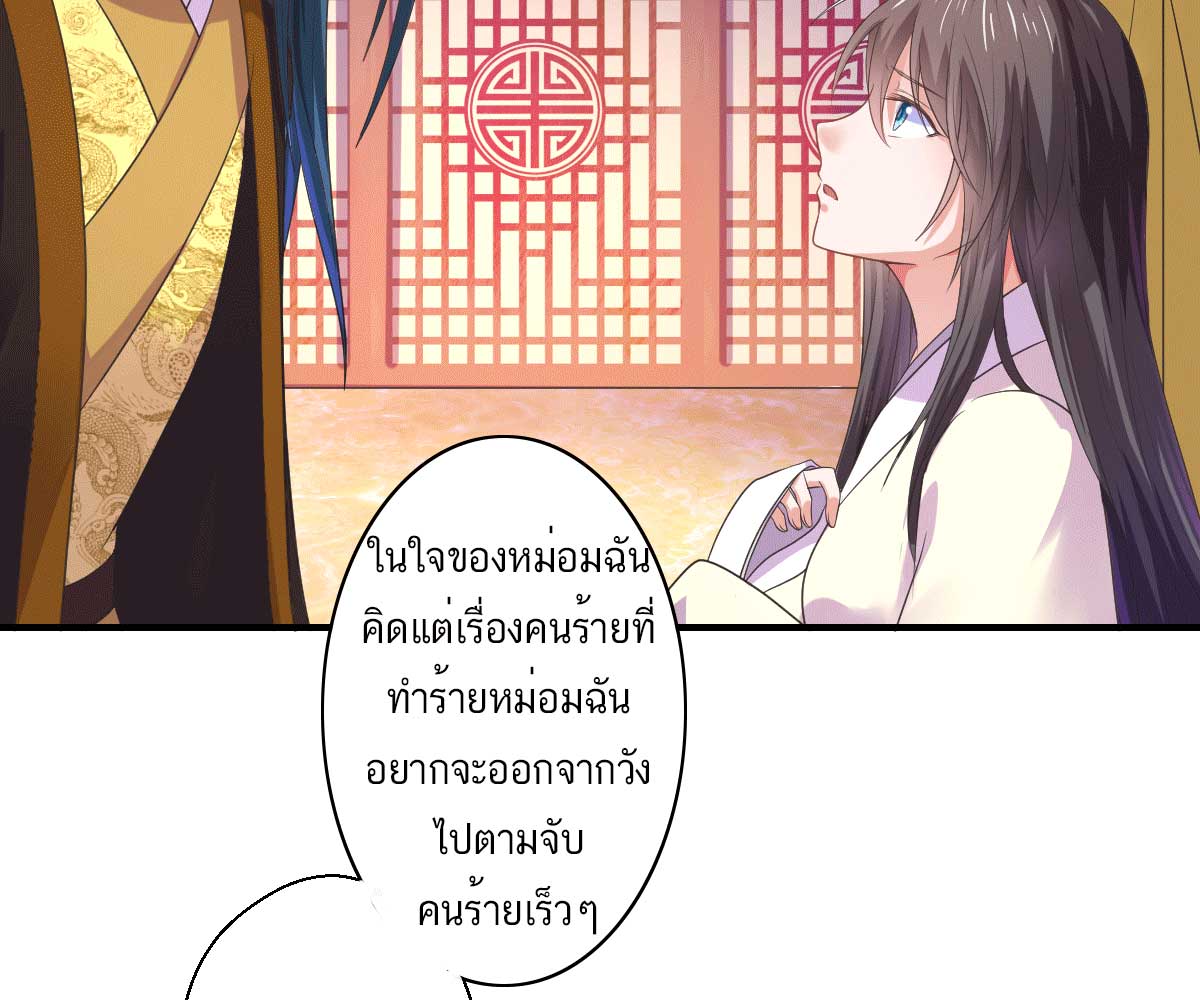 ในใจของหม่อมฉัน
คิดแต่เรื่องคนร้ายที่
ทำร้ายหม่อมฉัน
อยากจะออกจากวัง
ไปตามจับ
คนร้ายเร็วๆ